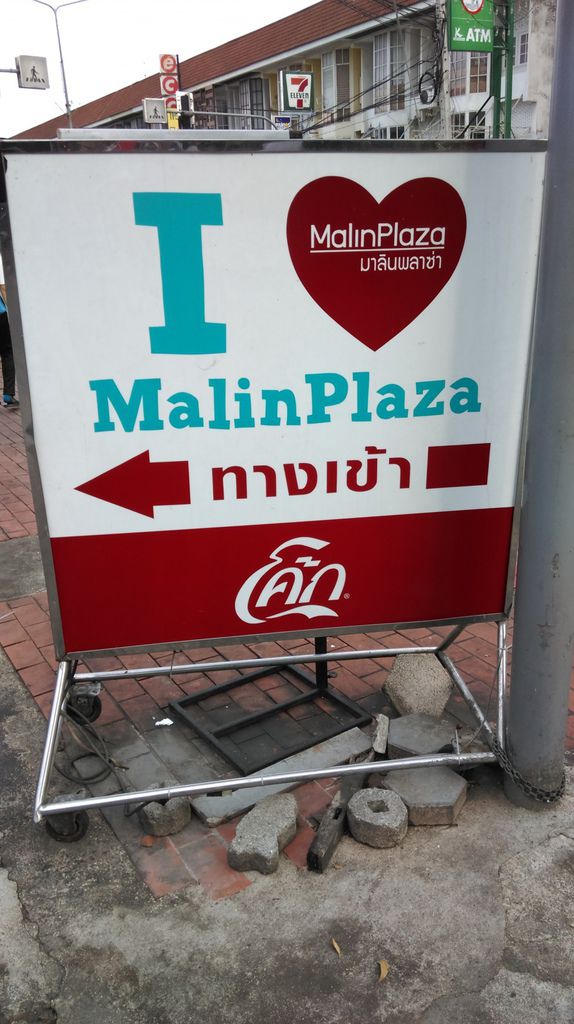 ATM
7
ELEVEN
I
MalinPlaza
มาลินพลาซ่า
MalinPlaza
ทางเข้า
โค้ก
®